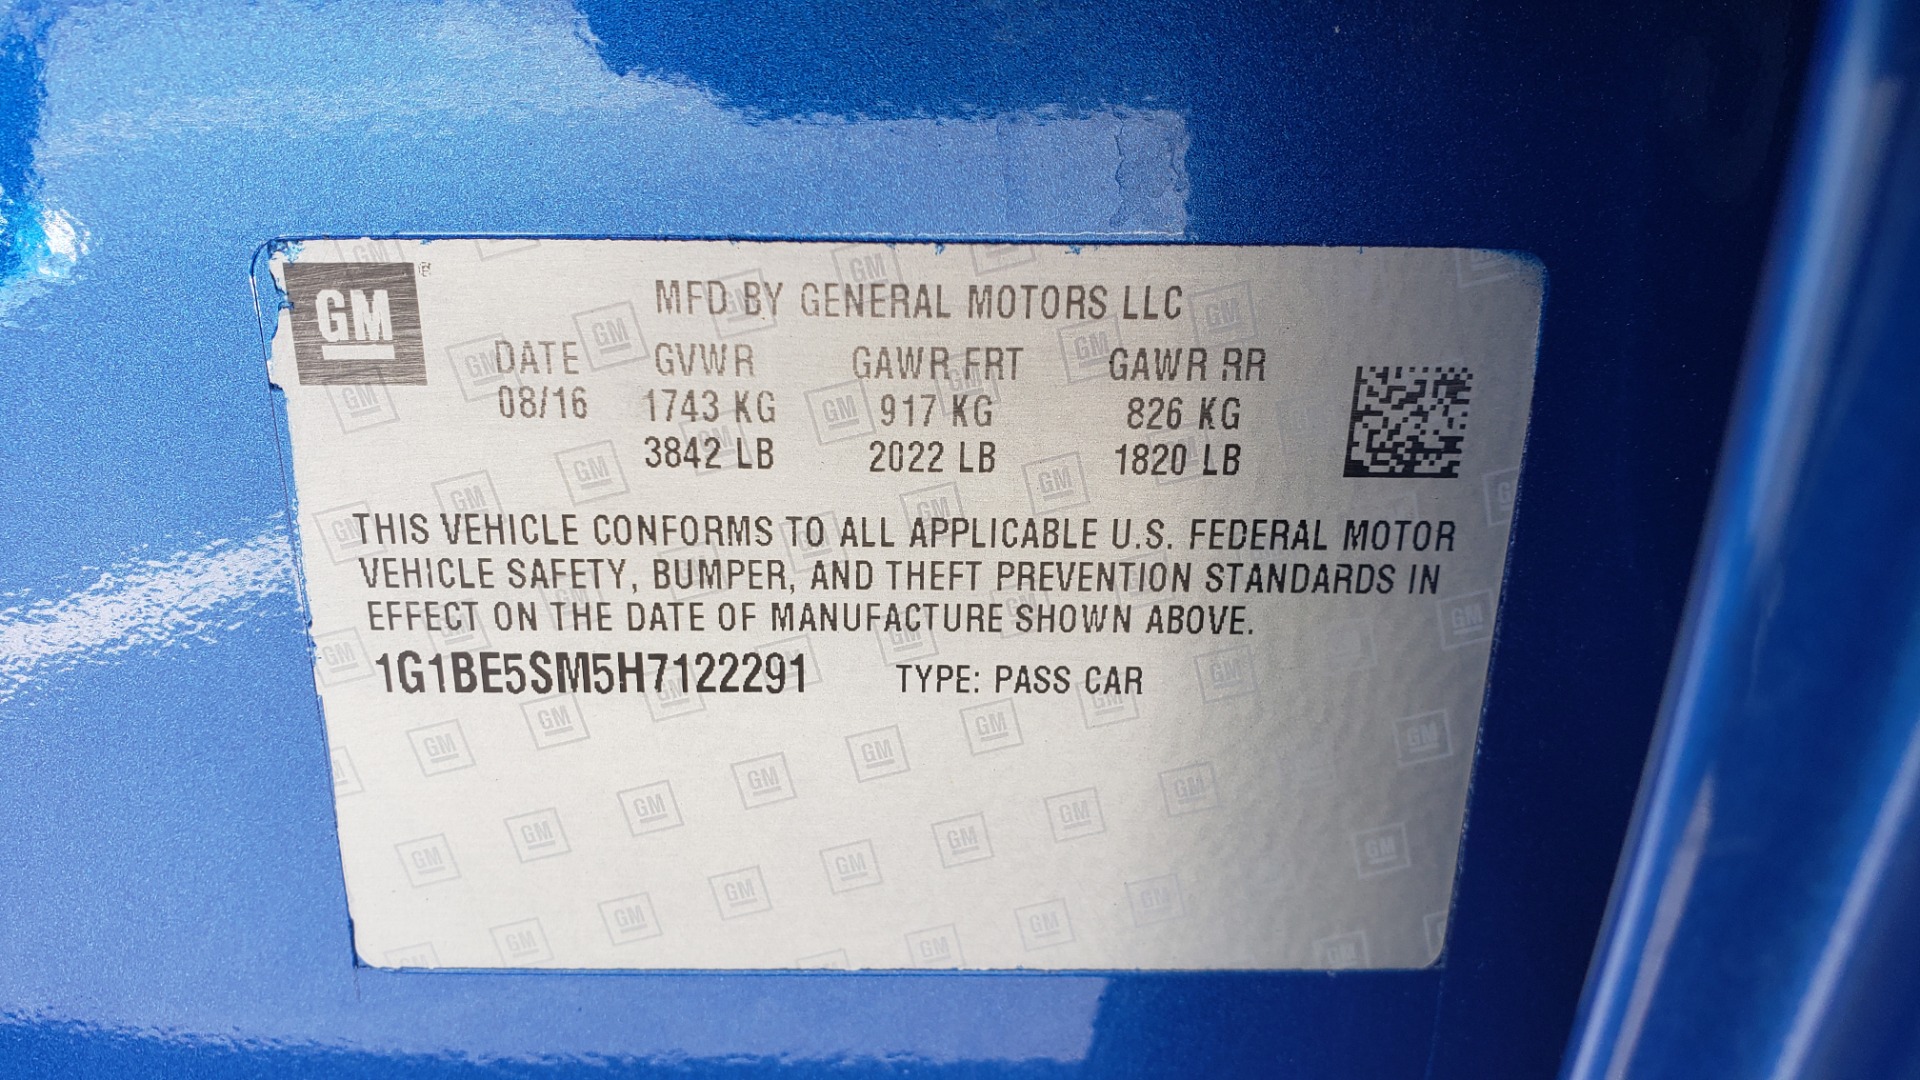 GM
MFD BY GENERAL MOTORS LLC
DATE GVWR GAWR FRT GAWR RR
08/16 1743 KG 917 KG 826 KG
3842 LB 2022 LB 1820 LB
THIS VEHICLE CONFORMS TO ALL APPLICABLE U.S. FEDERAL MOTOR
VEHICLE SAFETY, BUMPER, AND THEFT PREVENTION STANDARDS IN
EFFECT ON THE DATE OF MANUFACTURE SHOWN ABOVE.
1G1BE5SM5H7122291 TYPE: PASS CAR